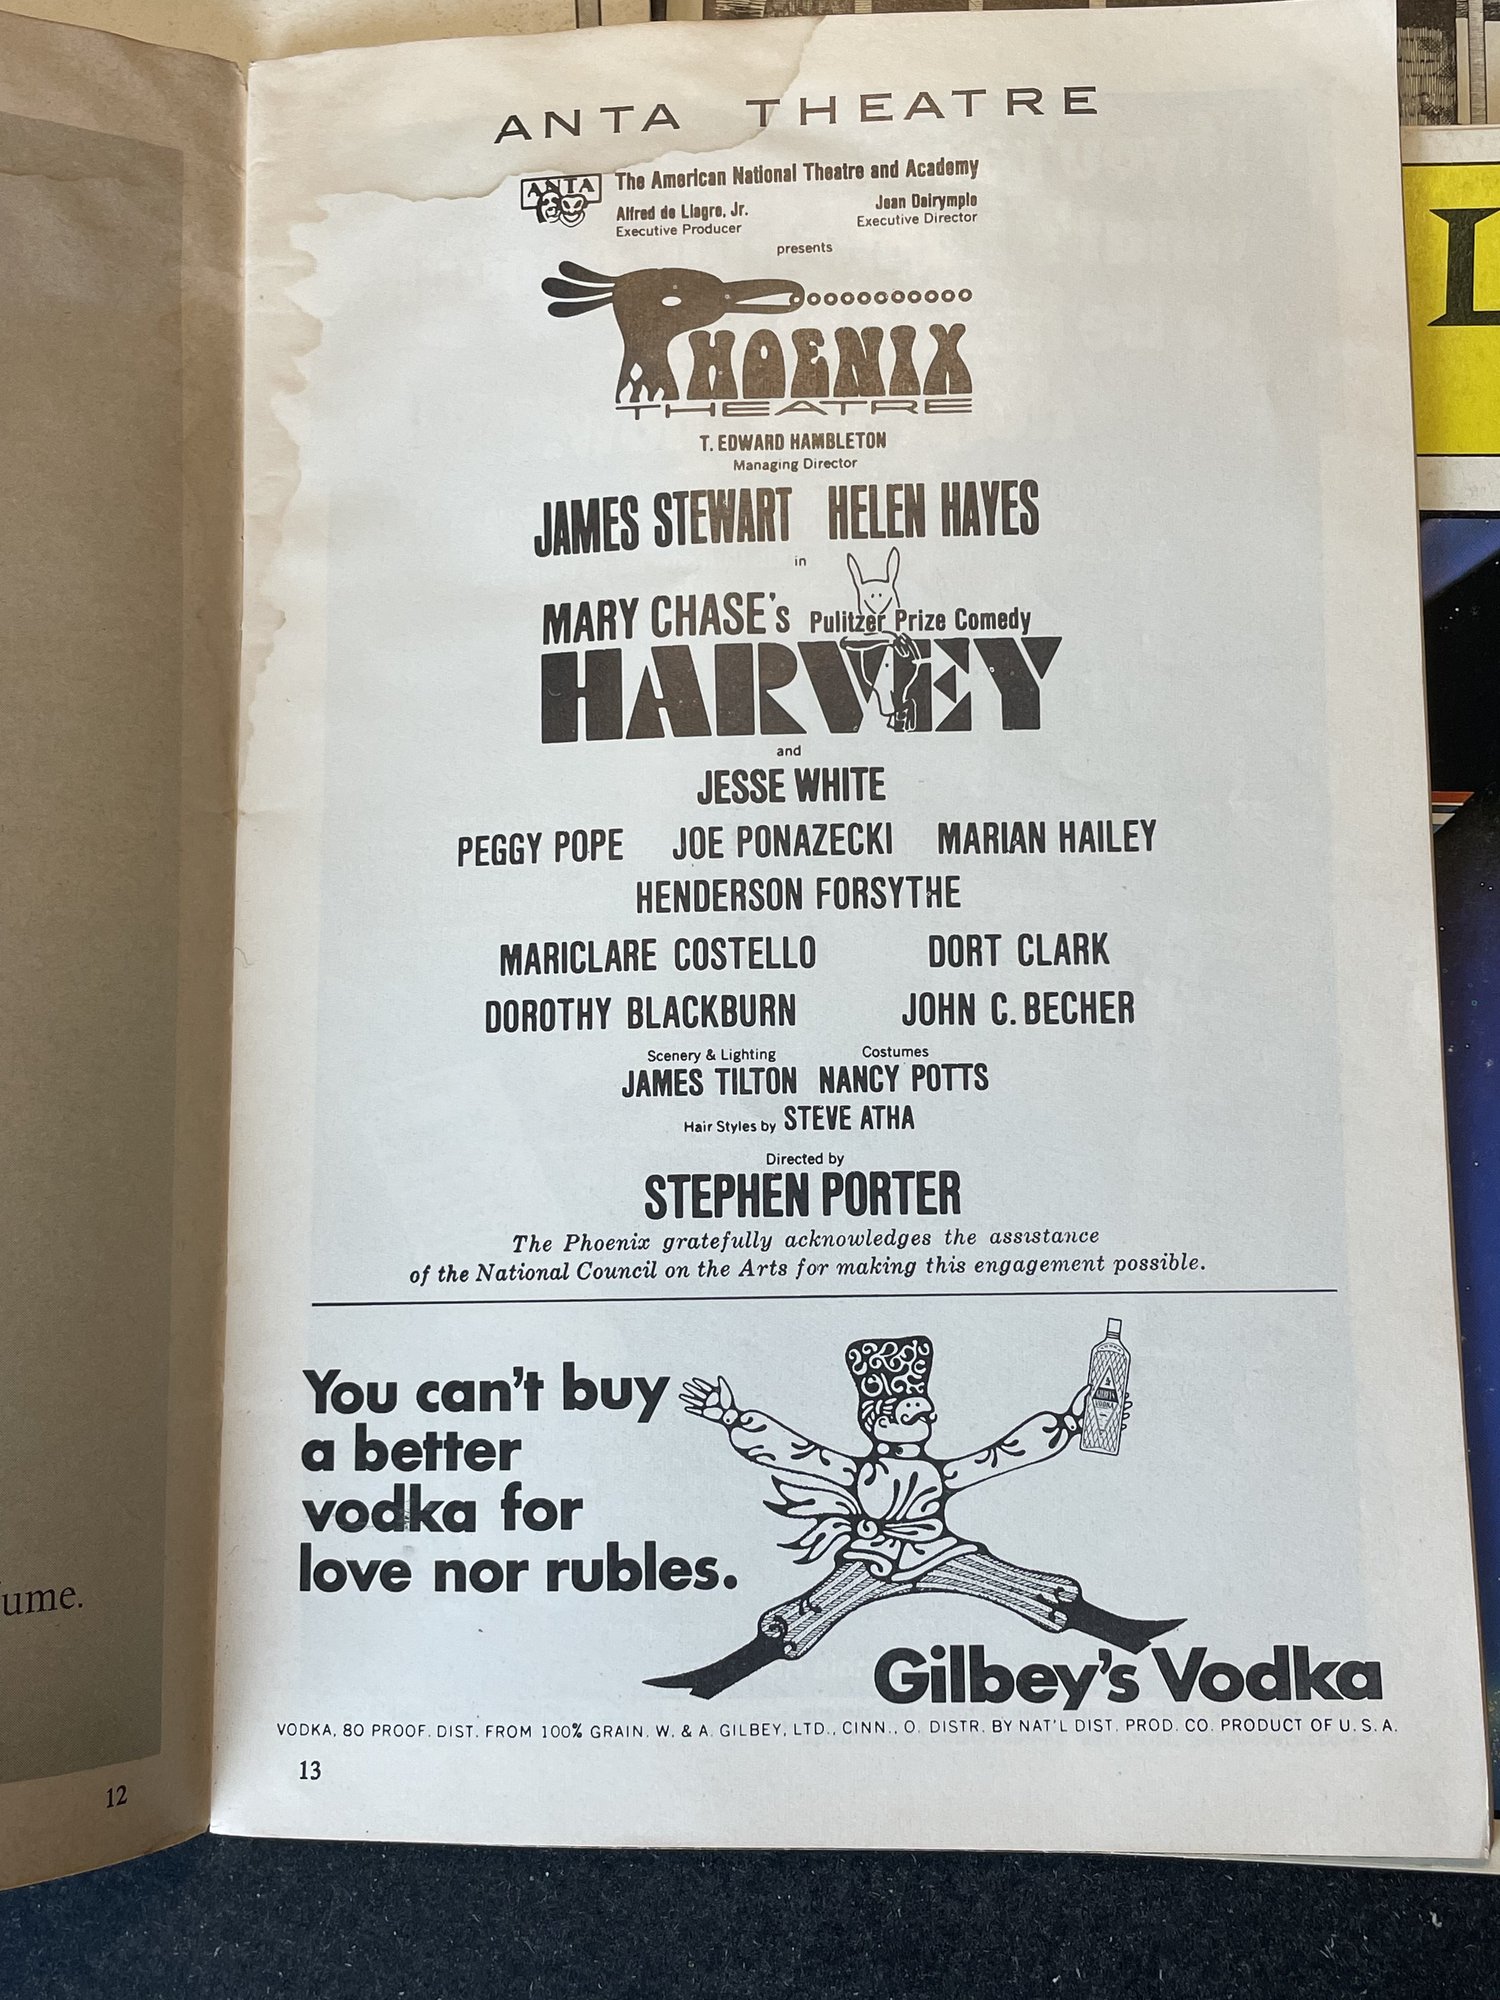 ANTA THEATRE
ANTA
The American National Theatre and Academy
Alfred de Liagre, Jr. Jean Dalrymple
Executive Producer Executive Director
presents
PHOENIX
THEATRE
T. EDWARD HAMBLETON
Managing Director
JAMES STEWART HELEN HAYES
in
MARY CHASE's Pulitzer Prize Comedy
HARVEY
and
JESSE WHITE
PEGGY POPE JOE PONAZECKI MARIAN HAILEY
HENDERSON FORSYTHE
MARICLARE COSTELLO DORT CLARK
DOROTHY BLACKBURN JOHN C. BECHER
Scenery & Lighting Costumes
JAMES TILTON NANCY POTTS
Hair Styles by STEVE ATHA
Directed by
STEPHEN PORTER
The Phoenix gratefully acknowledges the assistance
of the National Council on the Arts for making this engagement possible.
You can't buy
a better
vodka for
love nor rubles.
GILBEY'S
VODKA
Gilbey's Vodka
VODKA, 80 PROOF. DIST. FROM 100% GRAIN. W. & A. GILBEY, LTD., CINN., O. DISTR. BY NAT'L DIST. PROD. CO. PRODUCT OF U.S.A.
13
ume.
12